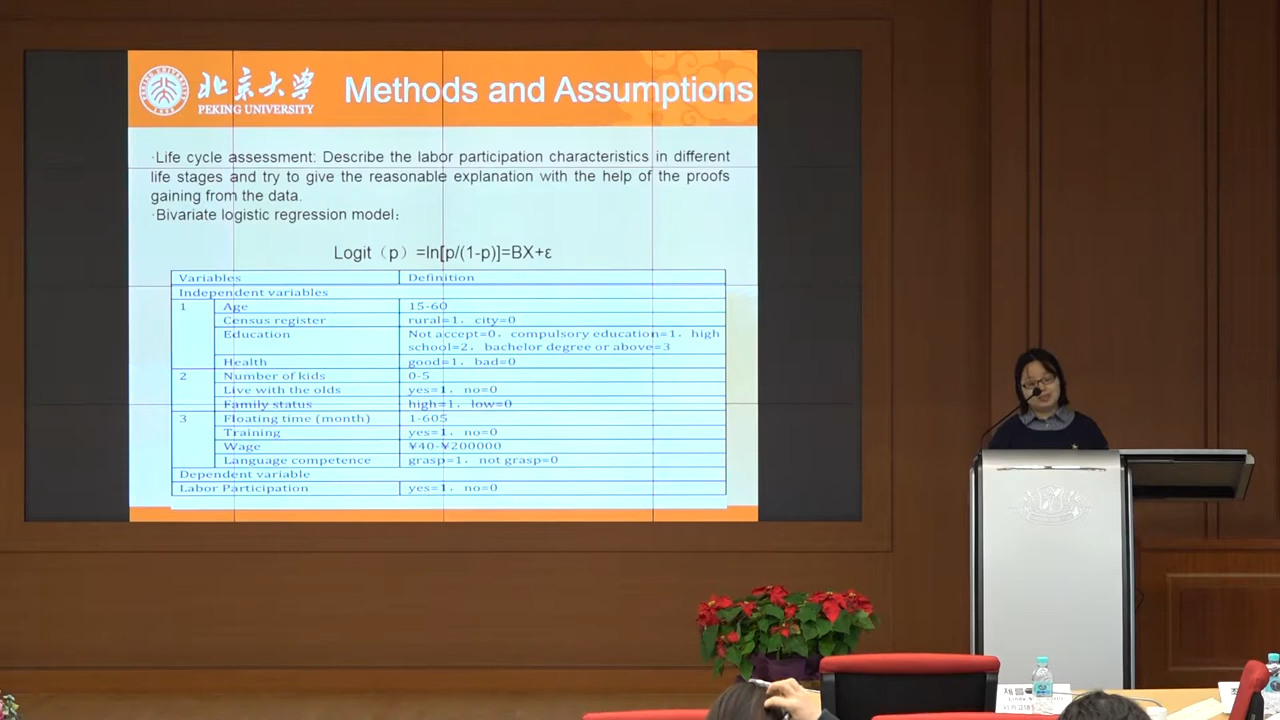 北京大学
PEKING UNIVERSITY
Methods and Assumptions
·Life cycle assessment: Describe the labor participation characteristics in different
life stages and try to give the reasonable explanation with the help of the proofs
gaining from the data.
·Bivariate logistic regression model:
Logit（p）=ln[p/(1-p)]=BX+ε
Variables Definition
Independent variables
1 Age 15-60
Census register rural=1，city=0
Education Not accept=0，compulsory education=1，high
school=2，bachelor degree or above=3
Health good=1，bad=0
2 Number of kids 0-5
Live with the olds yes=1，no=0
Family status high=1，low=0
3 Floating time (month) 1-605
Training yes=1，no=0
Wage ¥40-¥200000
Language competence grasp=1，not grasp=0
Dependent variable
Labor Participation yes=1，no=0